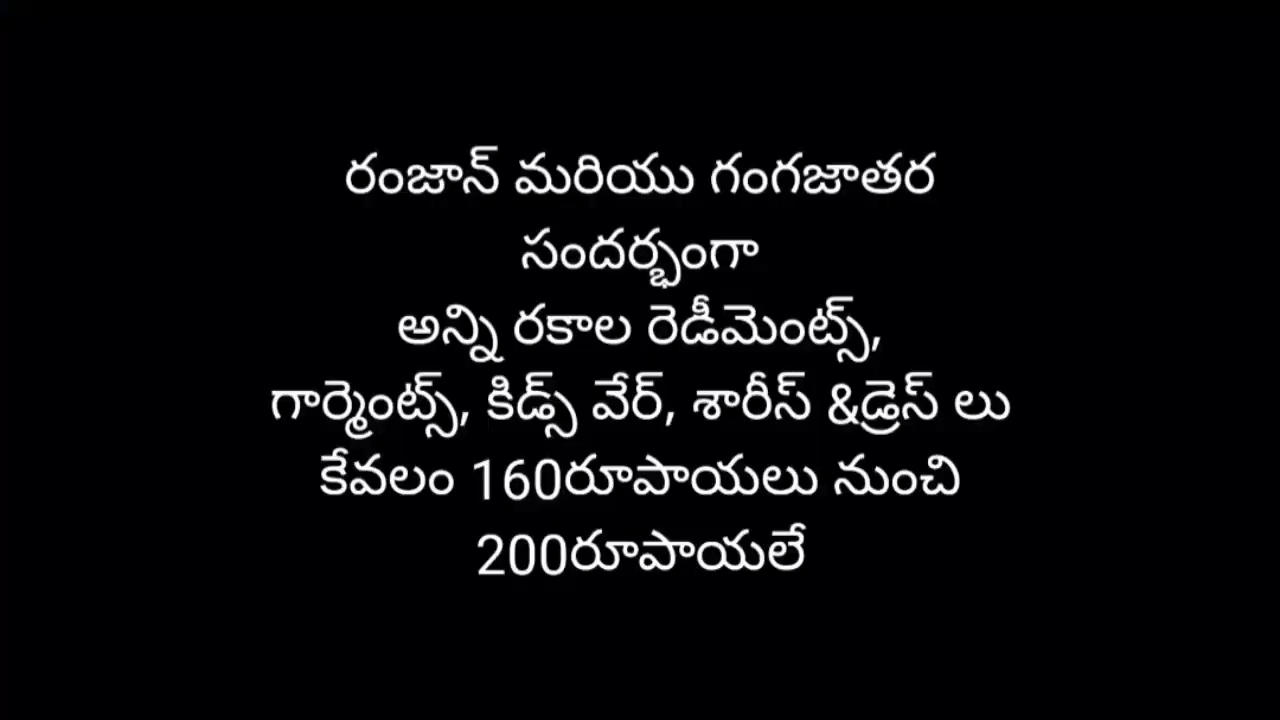 రంజాన్ మరియు గంగజాతర
సందర్భంగా
అన్ని రకాల రెడీమెంట్స్,
గార్మెంట్స్, కిడ్స్ వేర్, శారీస్ &డ్రెస్ లు
కేవలం 160రూపాయలు నుంచి
200రూపాయలే